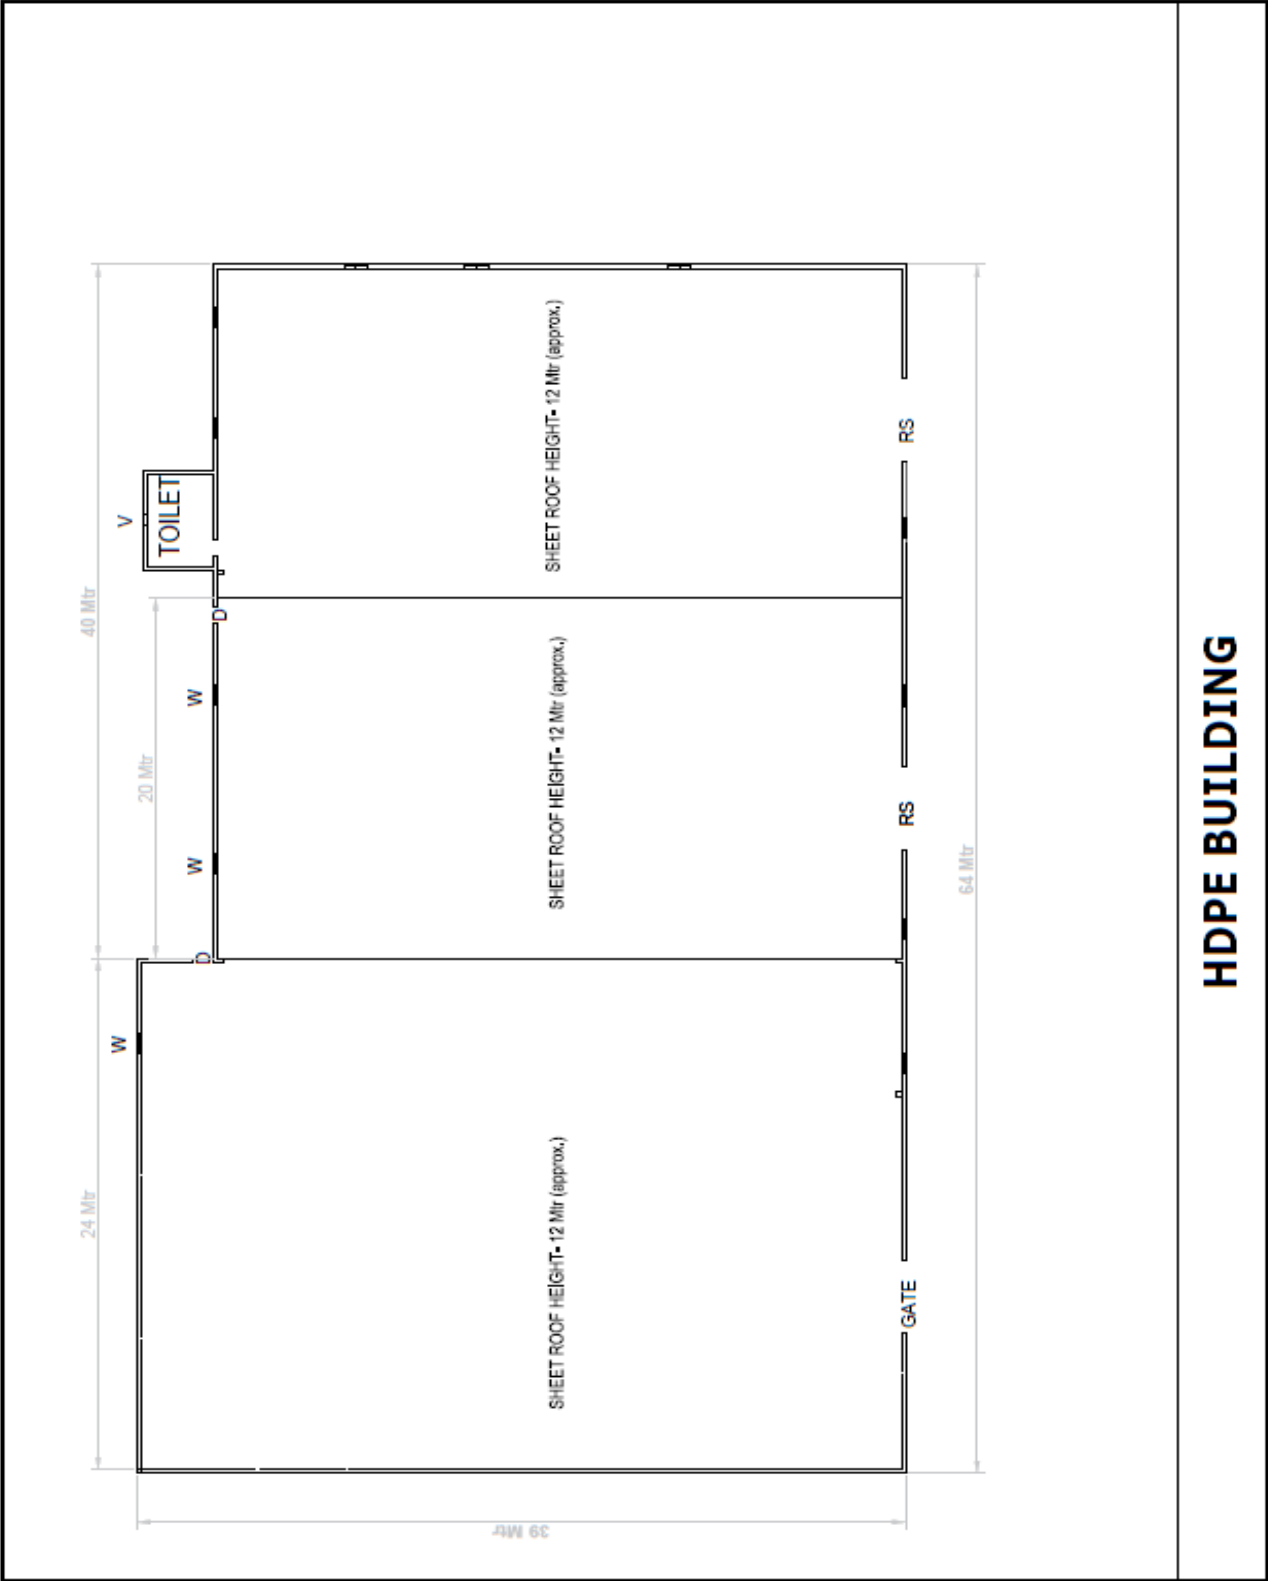 40 Mtr
24 Mtr
20 Mtr
W
W
W
D
D
V
TOILET
SHEET ROOF HEIGHT- 12 Mtr (approx.)
SHEET ROOF HEIGHT- 12 Mtr (approx.)
SHEET ROOF HEIGHT- 12 Mtr (approx.)
GATE
RS
RS
64 Mtr
39 Mtr
HDPE BUILDING